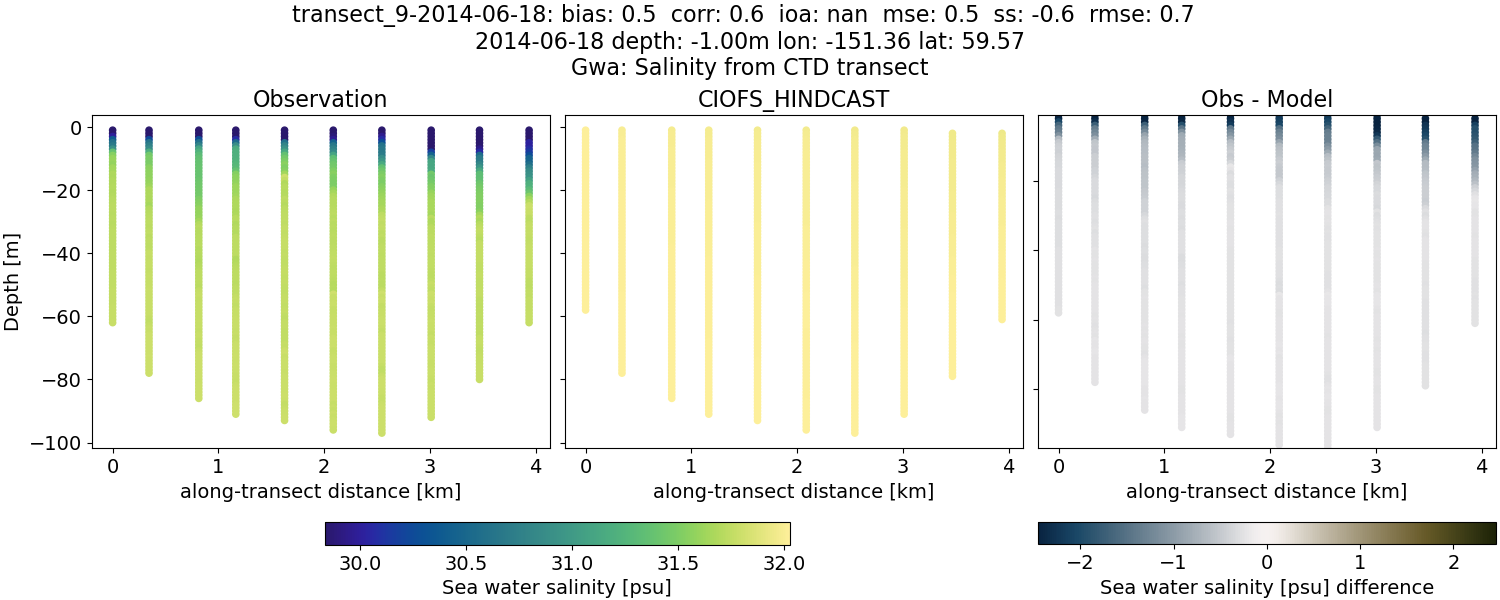 transect_9-2014-06-18: bias: 0.5  corr: 0.6  ioa: nan  mse: 0.5  ss: -0.6  rmse: 0.7
2014-06-18 depth: -1.00m lon: -151.36 lat: 59.57
Gwa: Salinity from CTD transect
Observation
CIOFS_HINDCAST
Obs - Model
Depth [m]
0
−20
−40
−60
−80
−100
0 1 2 3 4
along-transect distance [km]
0 1 2 3 4
along-transect distance [km]
0 1 2 3 4
along-transect distance [km]
30.0 30.5 31.0 31.5 32.0
Sea water salinity [psu]
−2 −1 0 1 2
Sea water salinity [psu] difference